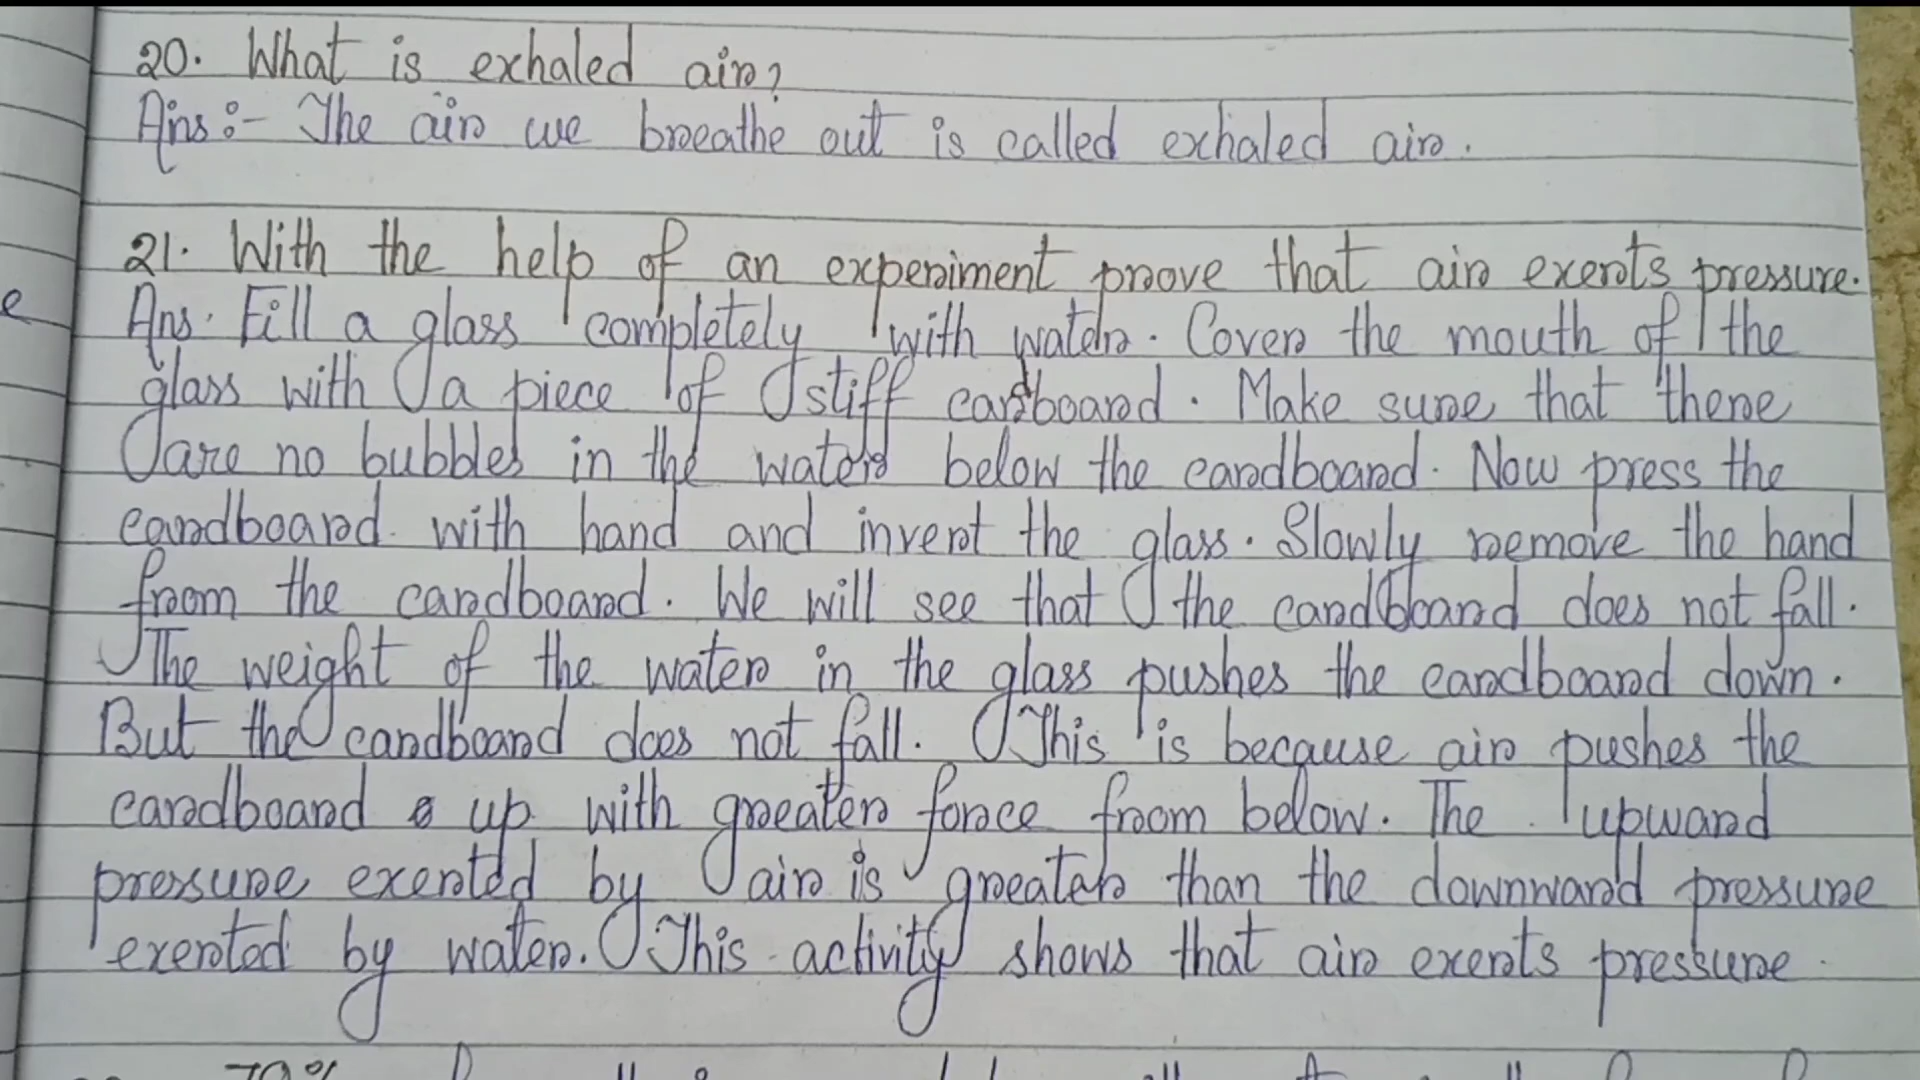 20. What is exhaled air?
Ans:- The air we breathe out is called exhaled air.
21. With the help of an experiment prove that air exerts pressure.
e
Ans. Fill a glass completely with water. Cover the mouth of the
glass with a piece of stiff cardboard. Make sure that there
are no bubbles in the water below the cardboard. Now press the
cardboard with hand and invert the glass. Slowly remove the hand
from the cardboard. We will see that the cardboard does not fall.
The weight of the water in the glass pushes the cardboard down.
But the cardboard does not fall. This is because air pushes the
cardboard up with greater force from below. The upward
pressure exerted by air is greater than the downward pressure
exerted by water. This activity shows that air exerts pressure.